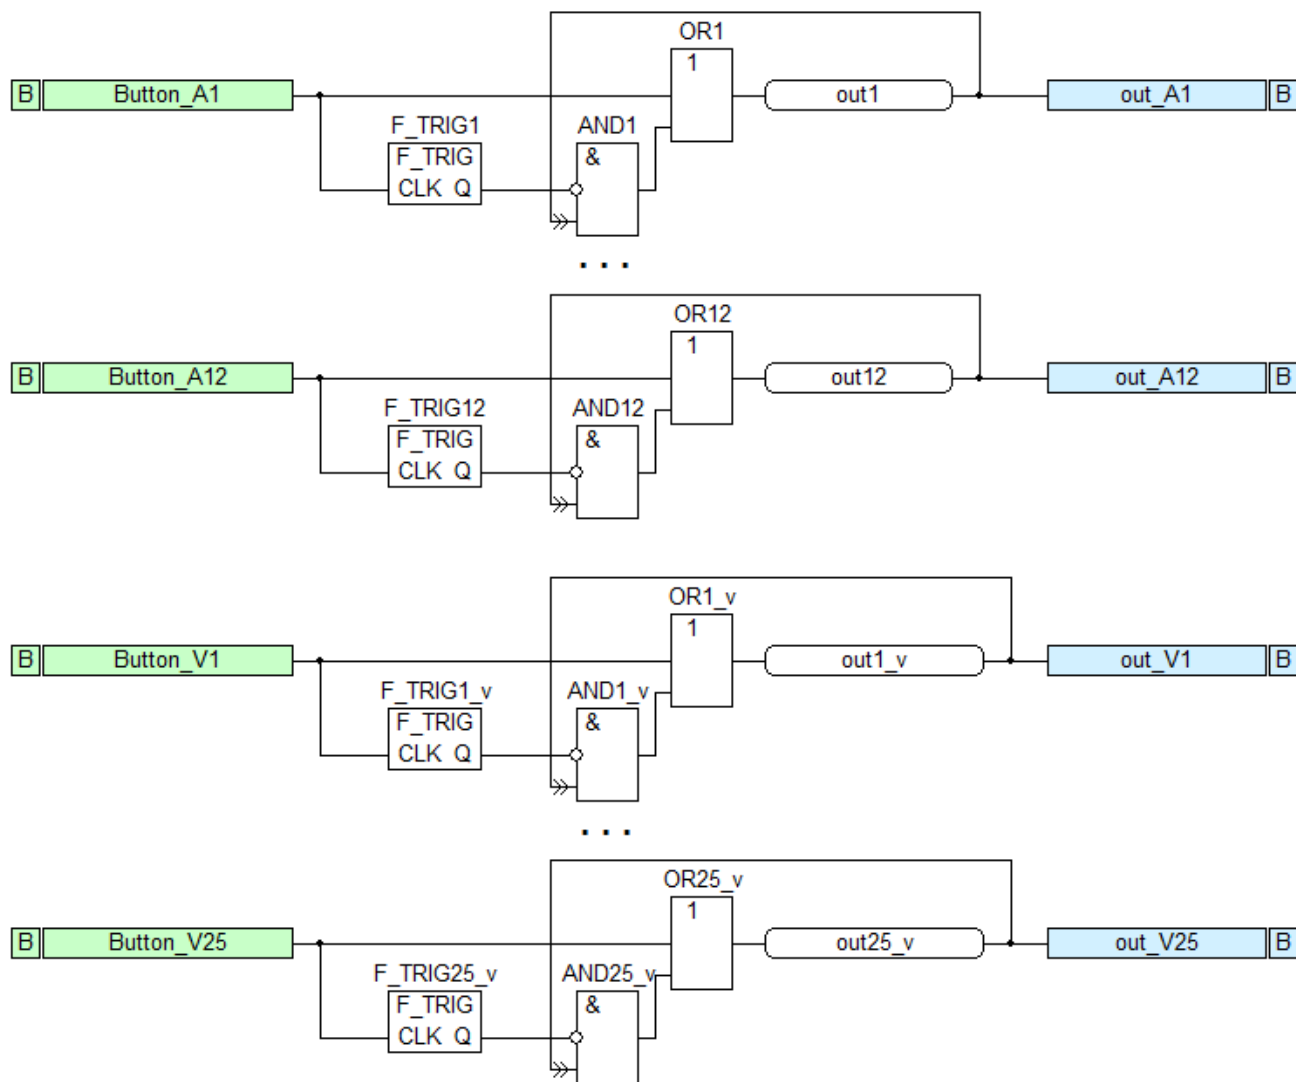 OR1
1
B Button_A1 out1 out_A1 B
F_TRIG1 AND1
F_TRIG &
CLK Q
...
OR12
1
B Button_A12 out12 out_A12 B
F_TRIG12 AND12
F_TRIG &
CLK Q
OR1_v
1
B Button_V1 out1_v out_V1 B
F_TRIG1_v AND1_v
F_TRIG &
CLK Q
...
OR25_v
1
B Button_V25 out25_v out_V25 B
F_TRIG25_v AND25_v
F_TRIG &
CLK Q